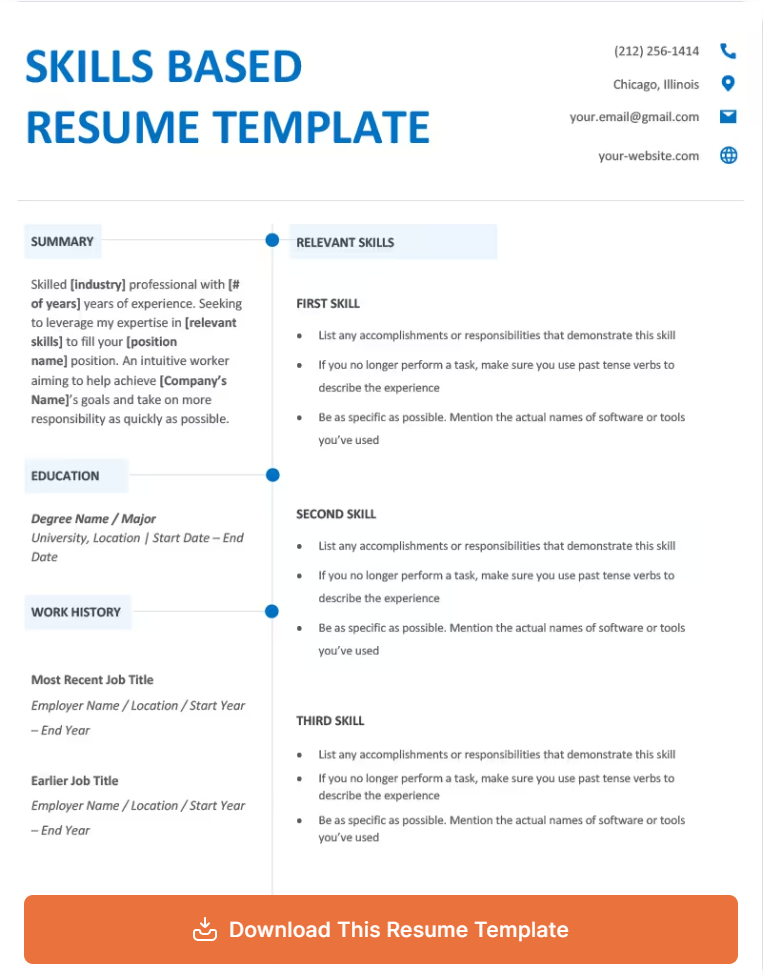 SKILLS BASED
RESUME TEMPLATE
(212) 256-1414
Chicago, Illinois
your.email@gmail.com
your-website.com
SUMMARY
Skilled [industry] professional with [#
of years] years of experience. Seeking
to leverage my expertise in [relevant
skills] to fill your [position
name] position. An intuitive worker
aiming to help achieve [Company's
Name]'s goals and take on more
responsibility as quickly as possible.
EDUCATION
Degree Name / Major
University, Location | Start Date – End
Date
WORK HISTORY
Most Recent Job Title
Employer Name / Location / Start Year
– End Year
Earlier Job Title
Employer Name / Location / Start Year
– End Year
RELEVANT SKILLS
FIRST SKILL
• List any accomplishments or responsibilities that demonstrate this skill
• If you no longer perform a task, make sure you use past tense verbs to
describe the experience
• Be as specific as possible. Mention the actual names of software or tools
you've used
SECOND SKILL
• List any accomplishments or responsibilities that demonstrate this skill
• If you no longer perform a task, make sure you use past tense verbs to
describe the experience
• Be as specific as possible. Mention the actual names of software or tools
you've used
THIRD SKILL
• List any accomplishments or responsibilities that demonstrate this skill
• If you no longer perform a task, make sure you use past tense verbs to
describe the experience
• Be as specific as possible. Mention the actual names of software or tools
you've used
Download This Resume Template